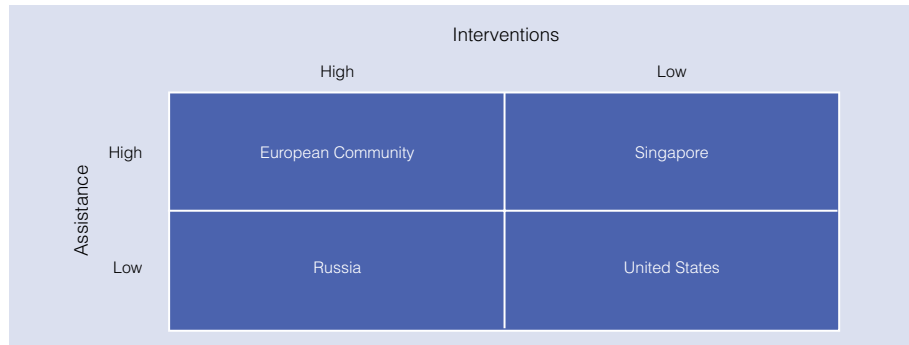 Interventions
High Low
Assistance
High European Community Singapore
Low Russia United States